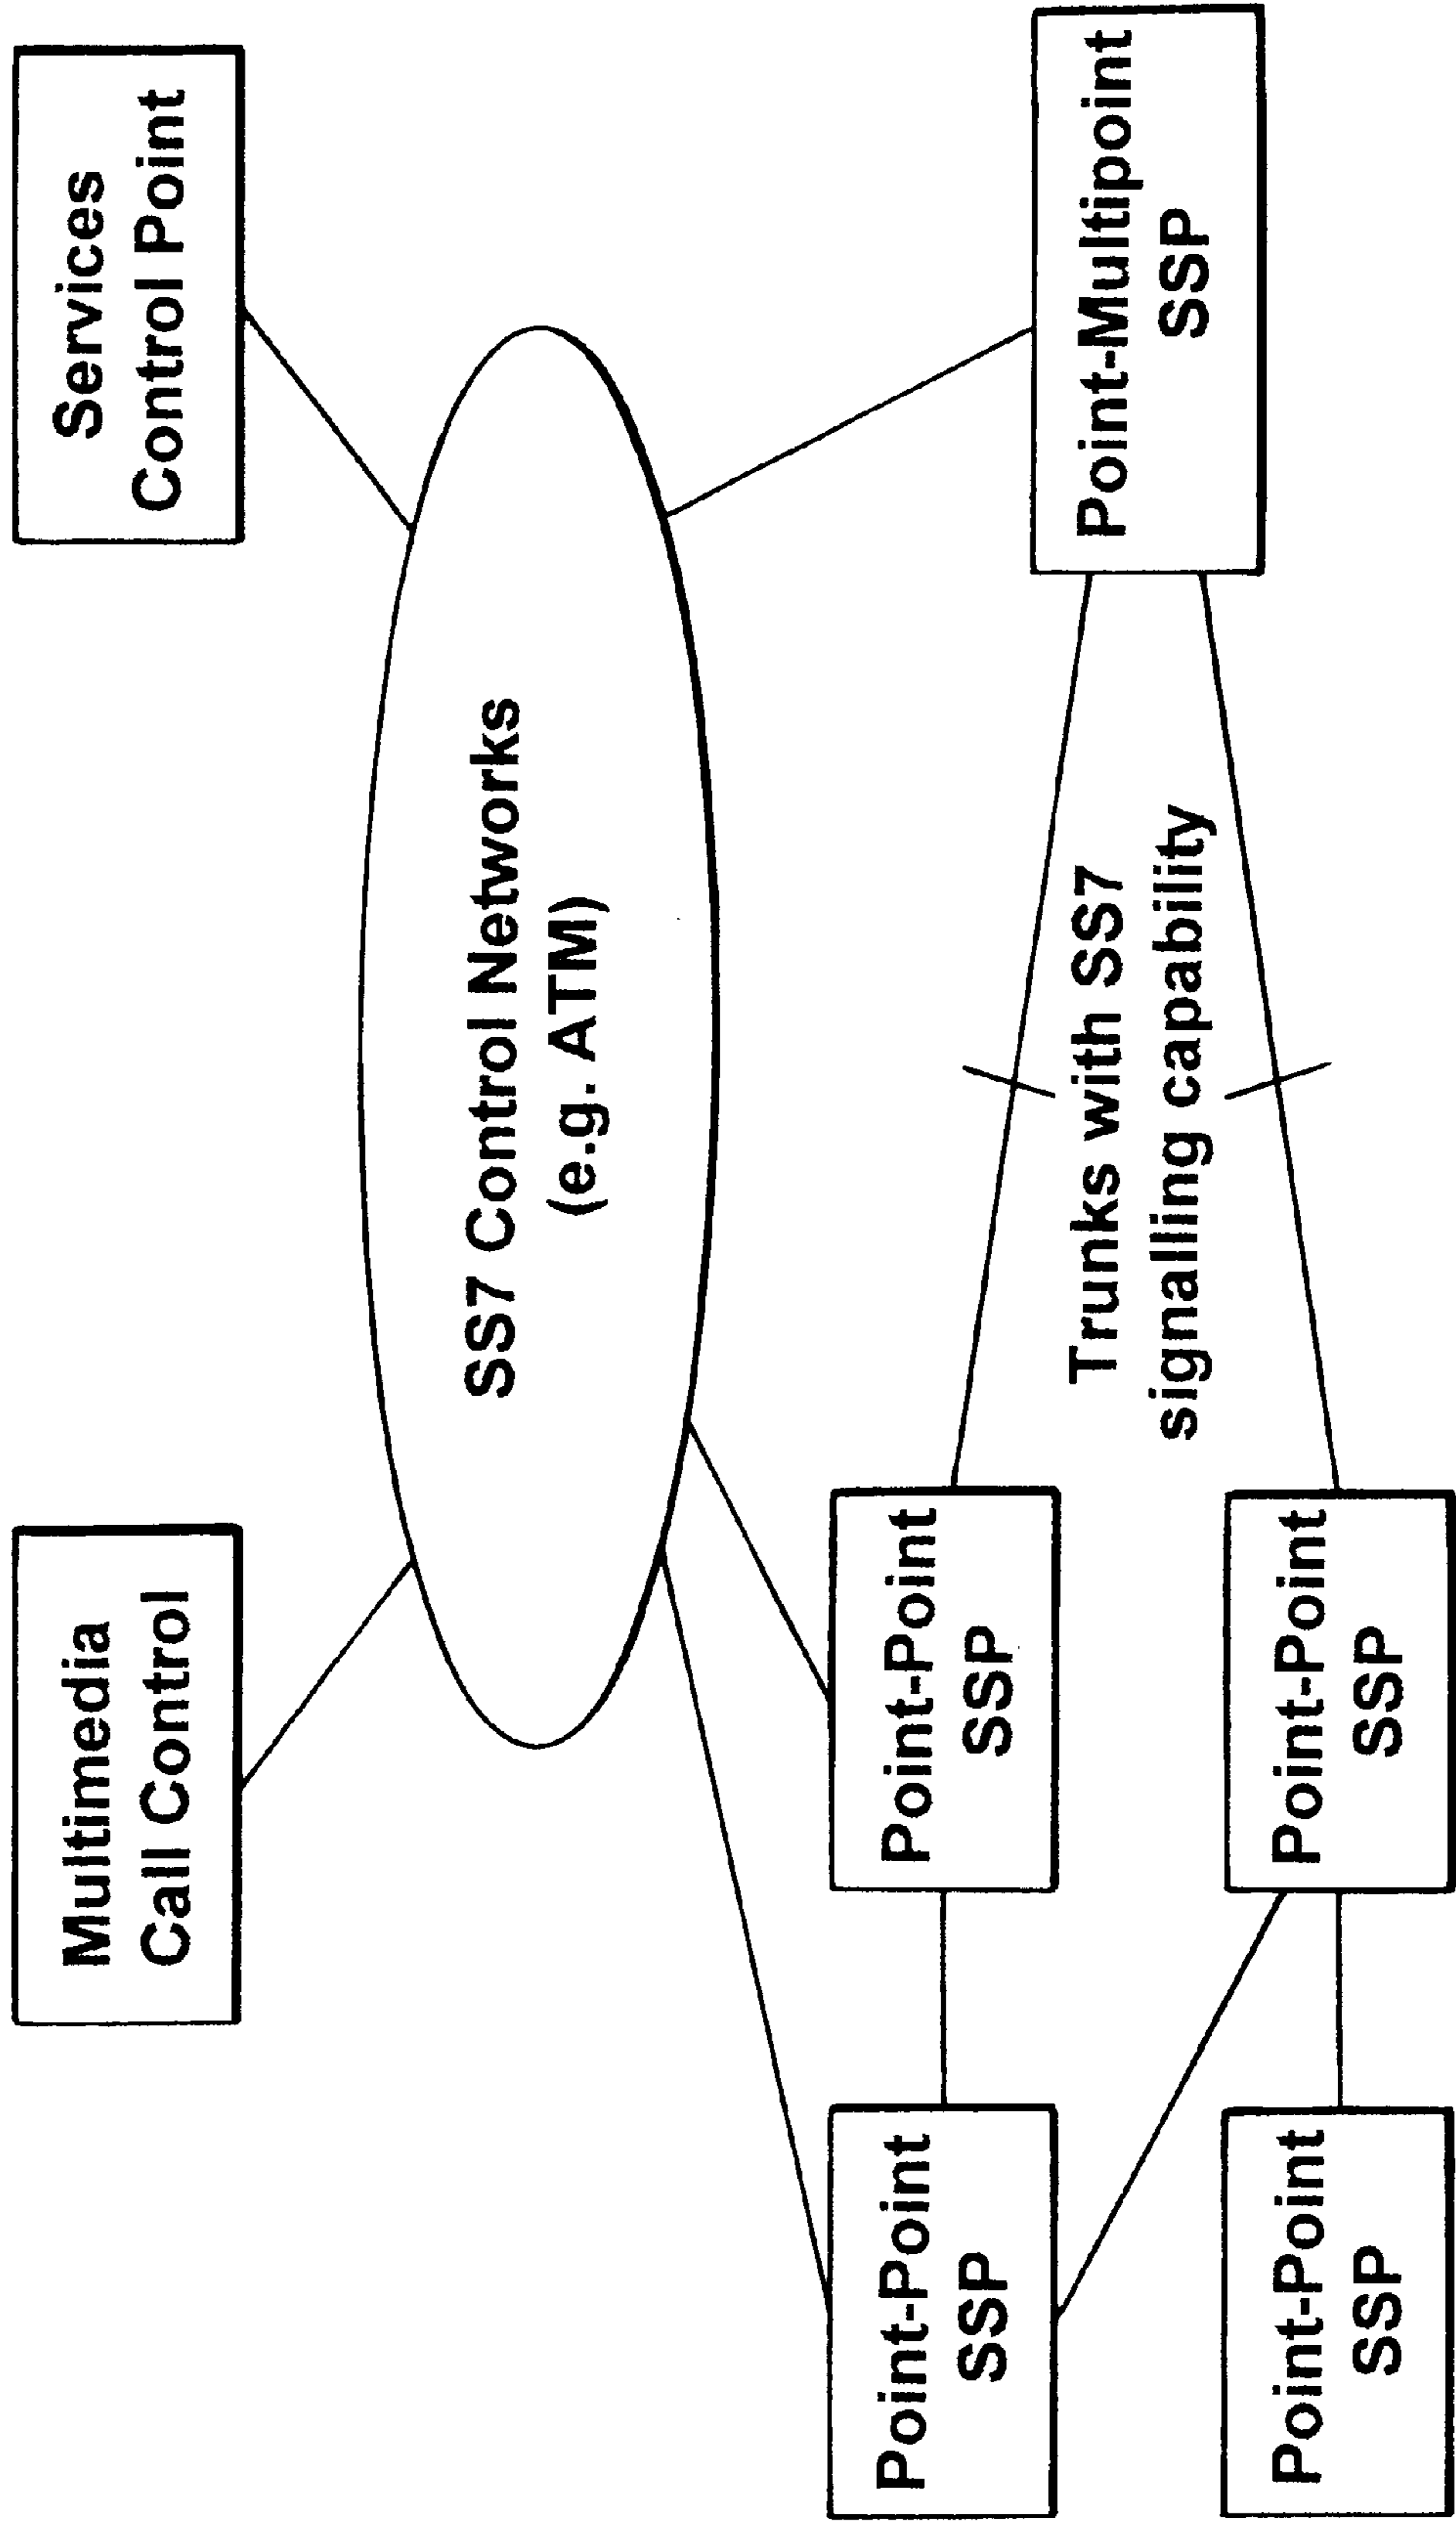 Multimedia
Call Control
Services
Control Point
SS7 Control Networks
(e.g. ATM)
Point-Point
SSP
Point-Point
SSP
Trunks with SS7
signalling capability
Point-Multipoint
SSP
Point-Point
SSP
Point-Point
SSP